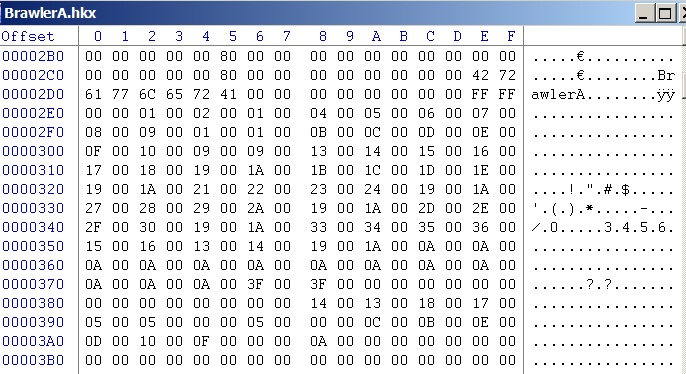 BrawlerA.hkx
Offset 0 1 2 3 4 5 6 7 8 9 A B C D E F
000002B0 00 00 00 00 00 80 00 00 00 00 00 00 00 00 00 00 .....€..........
000002C0 00 00 00 00 00 80 00 00 00 00 00 00 00 00 42 72 .....€........Br
000002D0 61 77 6C 65 72 41 00 00 00 00 00 00 00 00 FF FF awlerA........ÿÿ
000002E0 00 00 01 00 02 00 01 00 04 00 05 00 06 00 07 00 ................
000002F0 08 00 09 00 01 00 01 00 0B 00 0C 00 0D 00 0E 00 ................
00000300 0F 00 10 00 09 00 09 00 13 00 14 00 15 00 16 00 ................
00000310 17 00 18 00 19 00 1A 00 1B 00 1C 00 1D 00 1E 00 ................
00000320 19 00 1A 00 21 00 22 00 23 00 24 00 19 00 1A 00 ....!.".#.$.....
00000330 27 00 28 00 29 00 2A 00 19 00 1A 00 2D 00 2E 00 '.(.).*.....-...
00000340 2F 00 30 00 19 00 1A 00 33 00 34 00 35 00 36 00 /.0.....3.4.5.6.
00000350 15 00 16 00 13 00 14 00 19 00 1A 00 0A 00 0A 00 ................
00000360 0A 00 0A 00 0A 00 0A 00 0A 00 0A 00 0A 00 0A 00 ................
00000370 0A 00 0A 00 0A 00 3F 00 3F 00 00 00 00 00 00 00 ......?.?.......
00000380 00 00 00 00 00 00 00 00 14 00 13 00 18 00 17 00 ................
00000390 05 00 05 00 00 00 05 00 00 00 0C 00 0B 00 0E 00 ................
000003A0 0D 00 10 00 0F 00 00 00 0A 00 00 00 00 00 00 00 ................
000003B0 00 00 00 00 00 00 00 00 00 00 00 00 00 00 00 00 ................